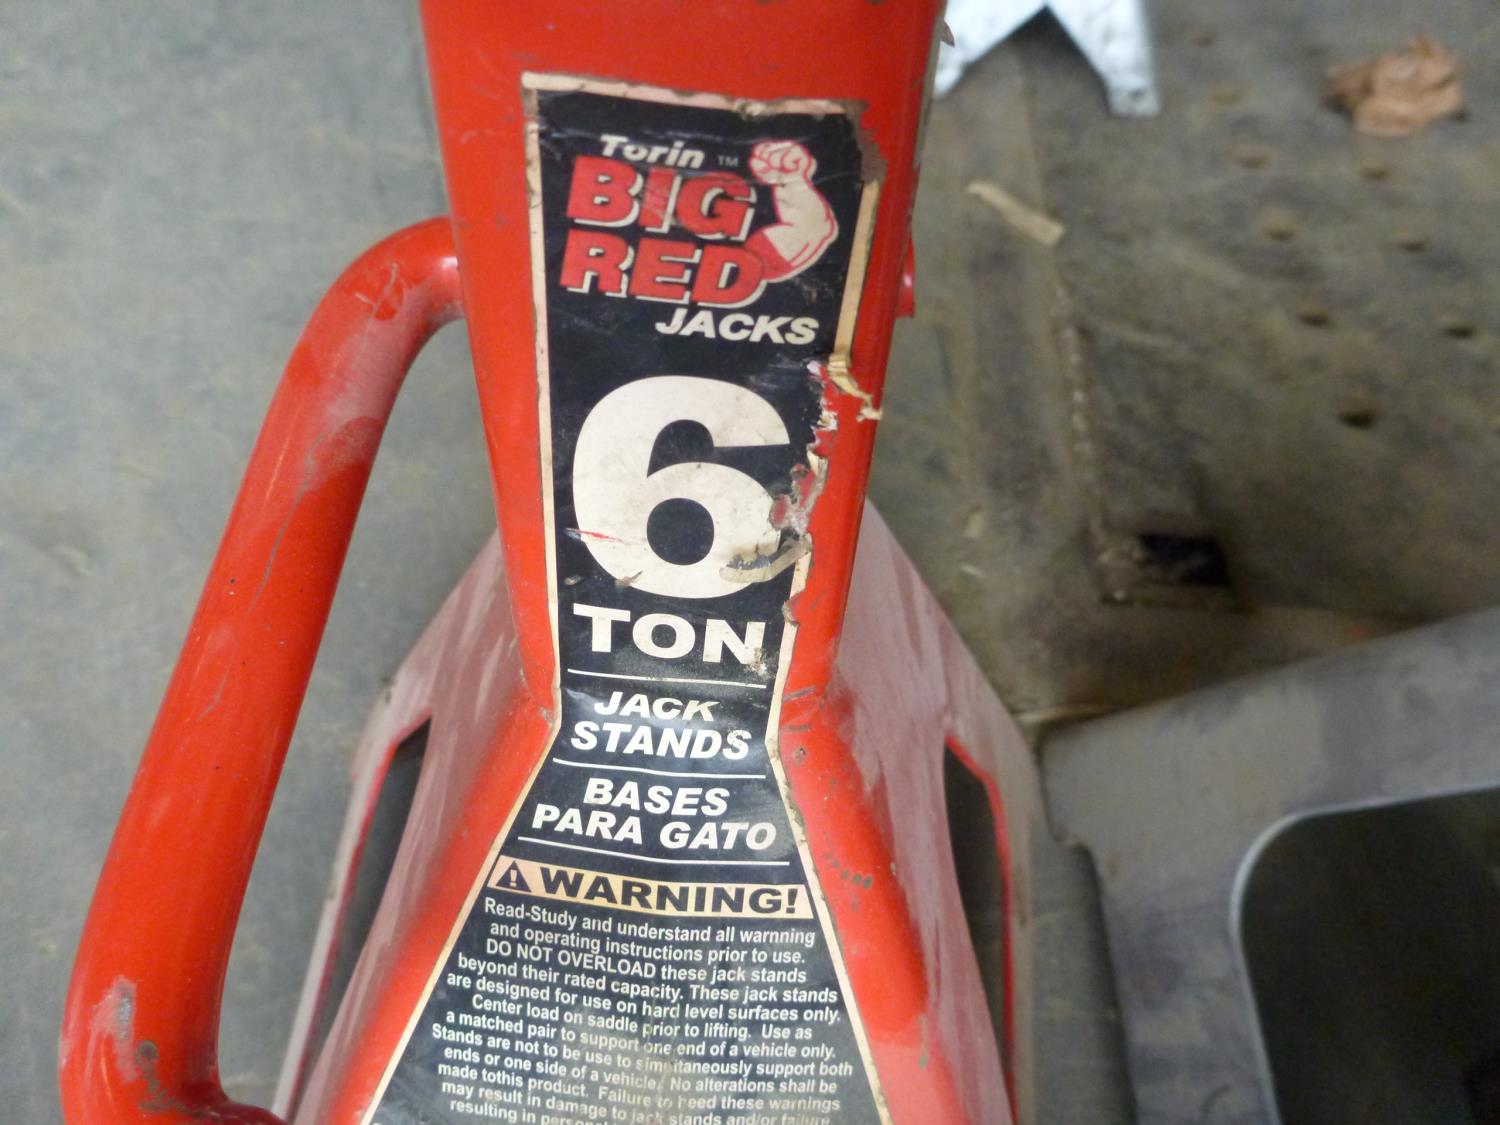 Torin TM
BIG
RED
JACKS
6
TON
JACK
STANDS
BASES
PARA GATO
WARNING!
Read-Study and understand all warnning
and operating instructions prior to use.
DO NOT OVERLOAD these jack stands
beyond their rated capacity. These jack stands
are designed for use on hard level surfaces only.
Center load on saddle prior to lifting. Use as
a matched pair to support one end of a vehicle only.
Stands are not to be use to simultaneously support both
ends or one side of a vehicle. No alterations shall be
made tothis product. Failure to heed these warnings
may result in damage to jack stands and/or failure
resulting in